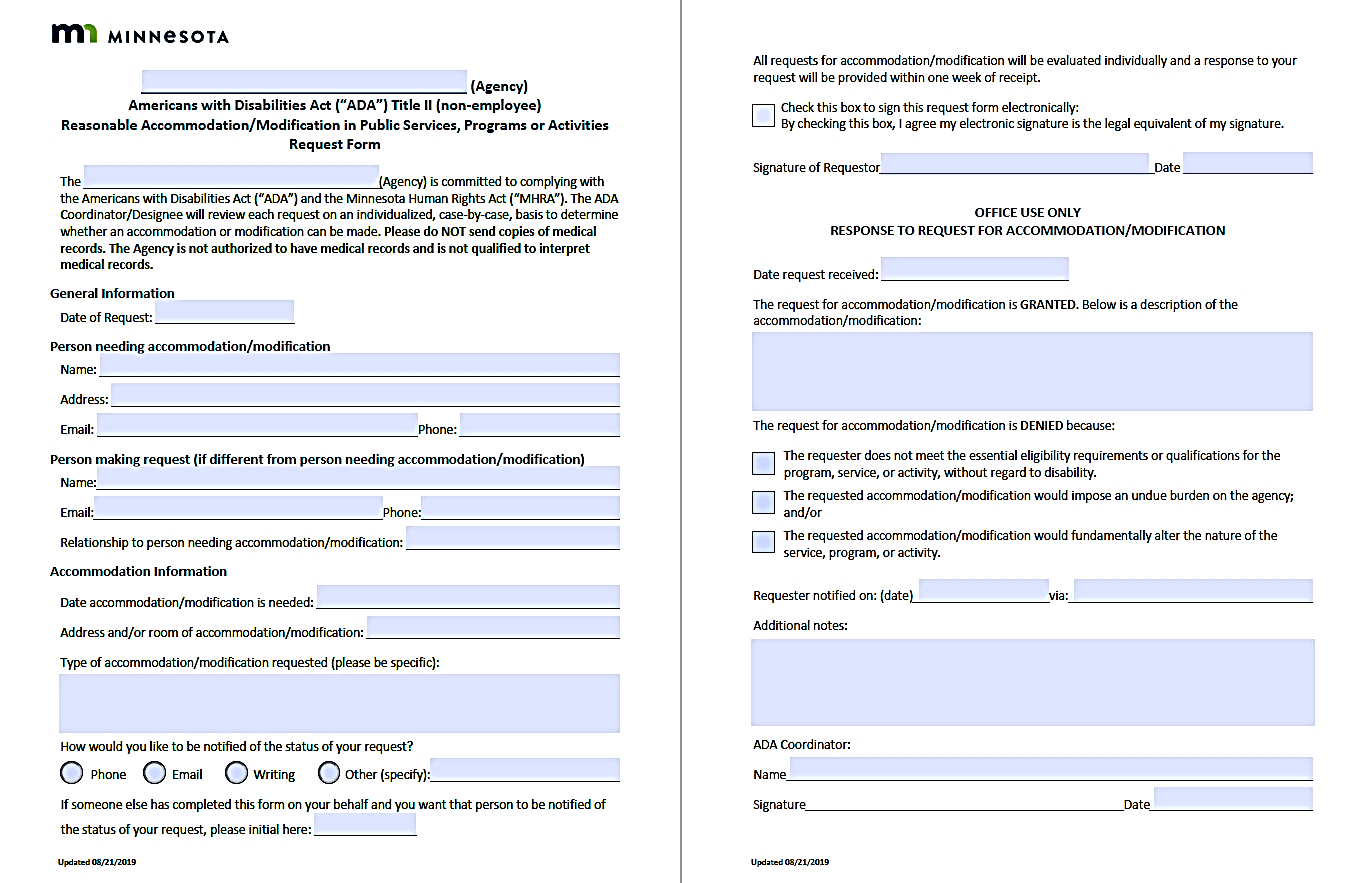 mn MINNESOTA
(Agency)
Americans with Disabilities Act (“ADA”) Title II (non-employee)
Reasonable Accommodation/Modification in Public Services, Programs or Activities
Request Form
The (Agency) is committed to complying with
the Americans with Disabilities Act (“ADA”) and the Minnesota Human Rights Act (“MHRA”). The ADA
Coordinator/Designee will review each request on an individualized, case-by-case, basis to determine
whether an accommodation or modification can be made. Please do NOT send copies of medical
records. The Agency is not authorized to have medical records and is not qualified to interpret
medical records.
General Information
Date of Request:
Person needing accommodation/modification
Name:
Address:
Email: Phone:
Person making request (if different from person needing accommodation/modification)
Name:
Email: Phone:
Relationship to person needing accommodation/modification:
Accommodation Information
Date accommodation/modification is needed:
Address and/or room of accommodation/modification:
Type of accommodation/modification requested (please be specific):
How would you like to be notified of the status of your request?
Phone Email Writing Other (specify):
If someone else has completed this form on your behalf and you want that person to be notified of
the status of your request, please initial here:
Updated 08/21/2019
All requests for accommodation/modification will be evaluated individually and a response to your
request will be provided within one week of receipt.
Check this box to sign this request form electronically:
By checking this box, I agree my electronic signature is the legal equivalent of my signature.
Signature of Requestor Date
OFFICE USE ONLY
RESPONSE TO REQUEST FOR ACCOMMODATION/MODIFICATION
Date request received:
The request for accommodation/modification is GRANTED. Below is a description of the
accommodation/modification:
The request for accommodation/modification is DENIED because:
The requester does not meet the essential eligibility requirements or qualifications for the
program, service, or activity, without regard to disability.
The requested accommodation/modification would impose an undue burden on the agency;
and/or
The requested accommodation/modification would fundamentally alter the nature of the
service, program, or activity.
Requester notified on: (date) via:
Additional notes:
ADA Coordinator:
Name
Signature Date
Updated 08/21/2019